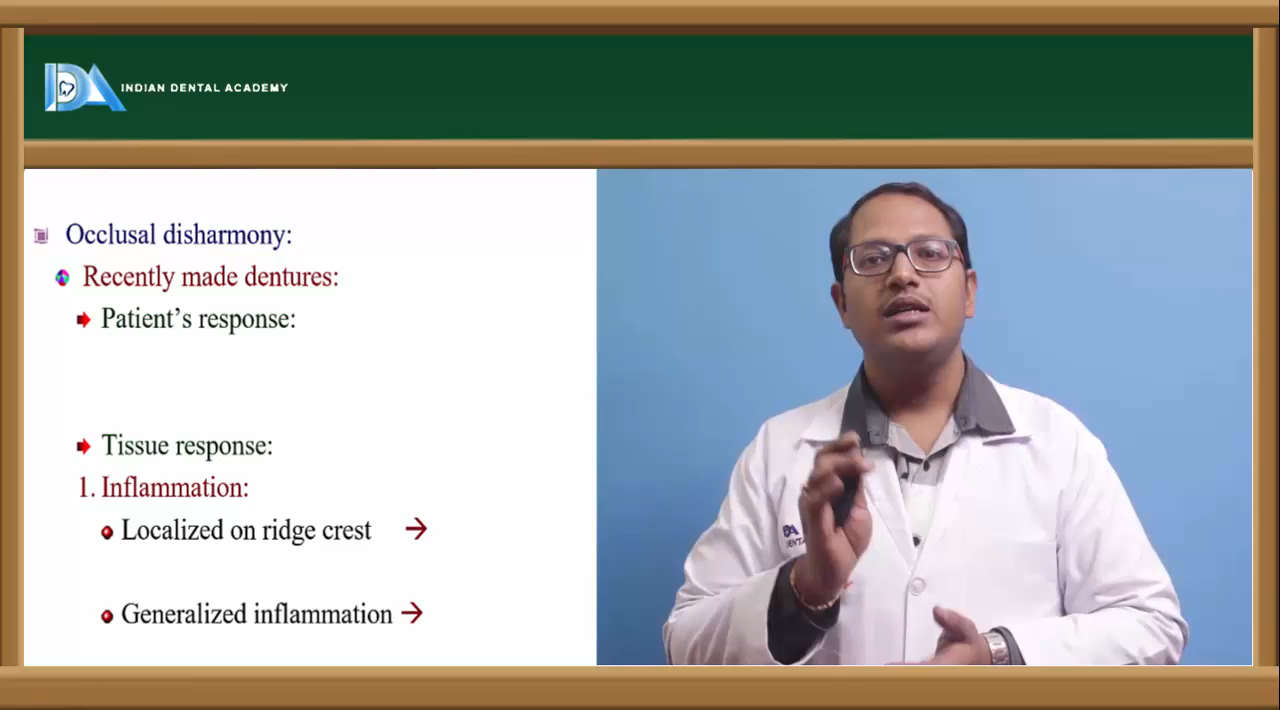 INDIAN DENTAL ACADEMY
Occlusal disharmony:
Recently made dentures:
Patient's response:
Tissue response:
1. Inflammation:
Localized on ridge crest →
Generalized inflammation →